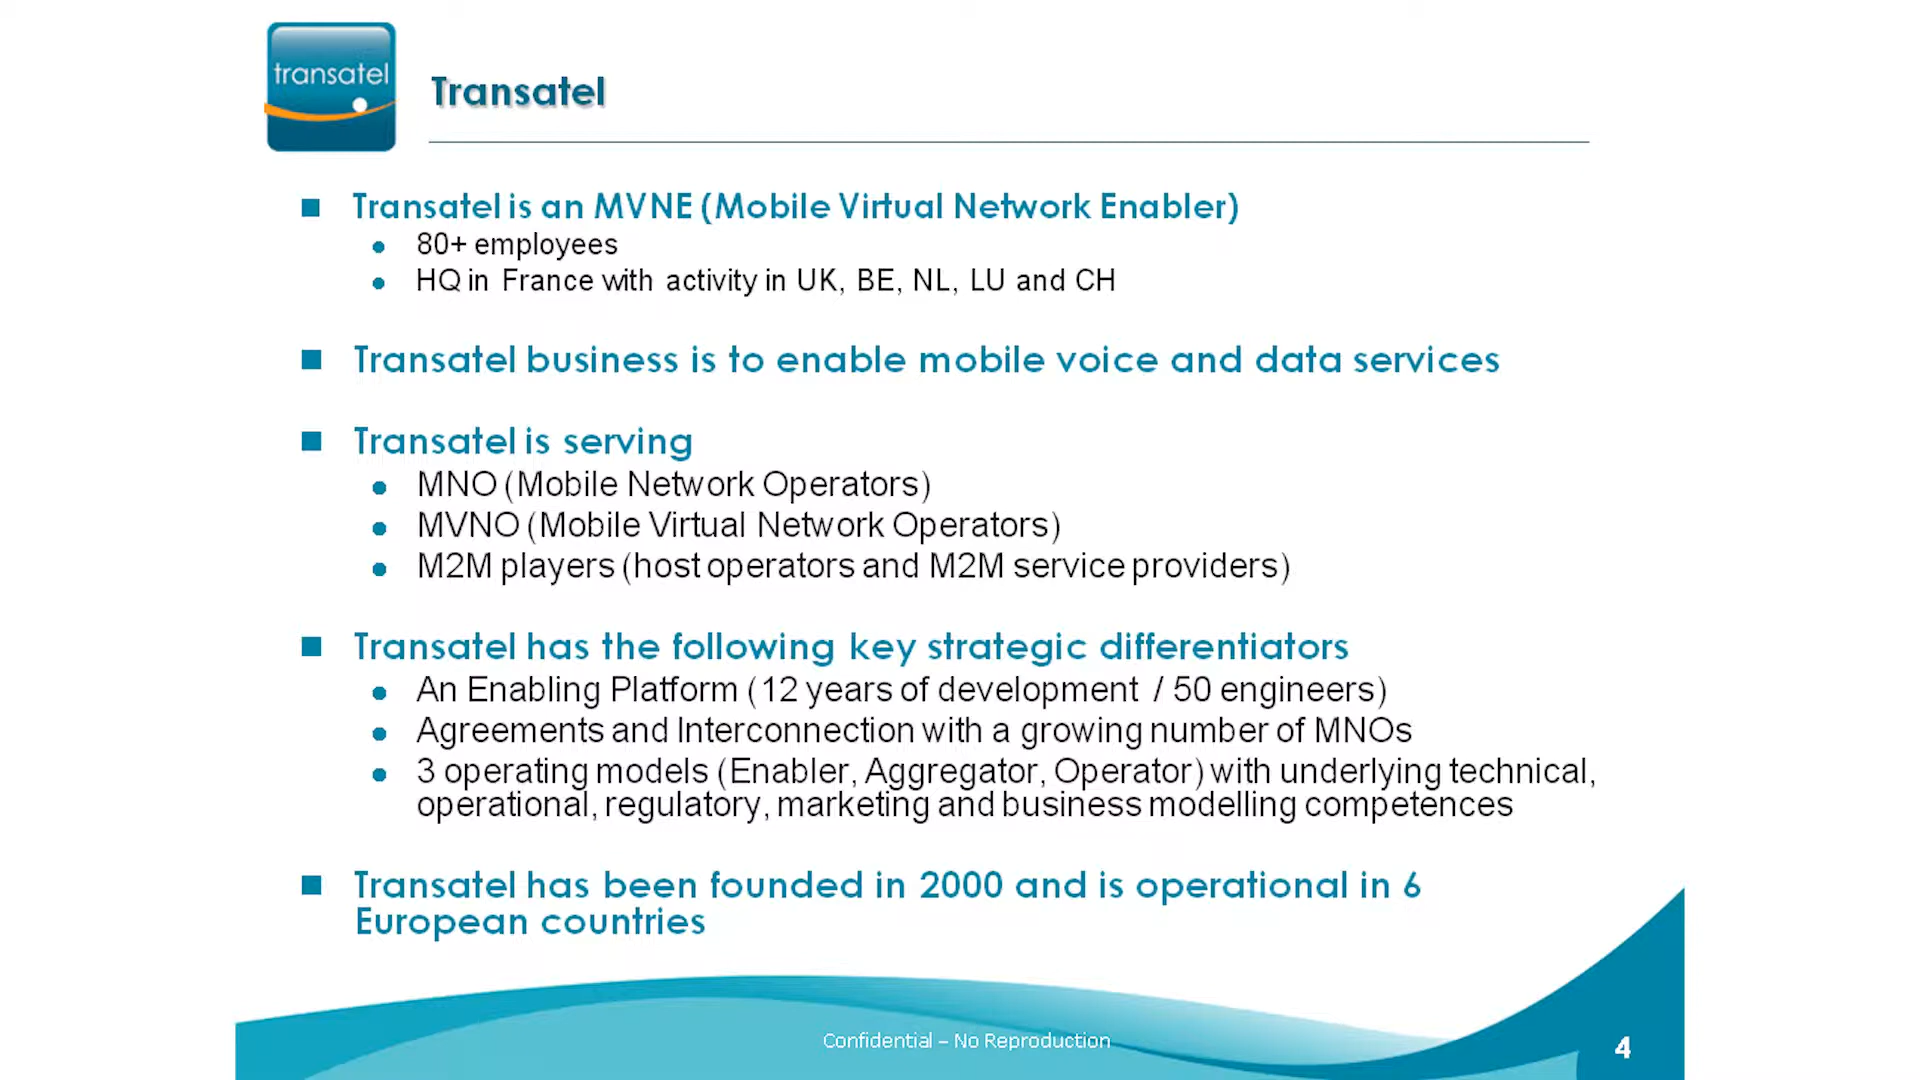 transatel
Transatel
Transatel is an MVNE (Mobile Virtual Network Enabler)
80+ employees
HQ in France with activity in UK, BE, NL, LU and CH
Transatel business is to enable mobile voice and data services
Transatel is serving
MNO (Mobile Network Operators)
MVNO (Mobile Virtual Network Operators)
M2M players (host operators and M2M service providers)
Transatel has the following key strategic differentiators
An Enabling Platform (12 years of development / 50 engineers)
Agreements and Interconnection with a growing number of MNOs
3 operating models (Enabler, Aggregator, Operator) with underlying technical,
operational, regulatory, marketing and business modelling competences
Transatel has been founded in 2000 and is operational in 6
European countries
Confidential – No Reproduction
4